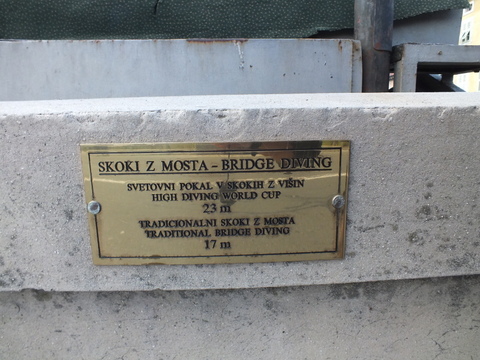 SKOKI Z MOSTA – BRIDGE DIVING
SVETOVNI POKAL V SKOKIH Z VIŠIN
HIGH DIVING WORLD CUP
23 m
TRADICIONALNI SKOKI Z MOSTA
TRADITIONAL BRIDGE DIVING
17 m